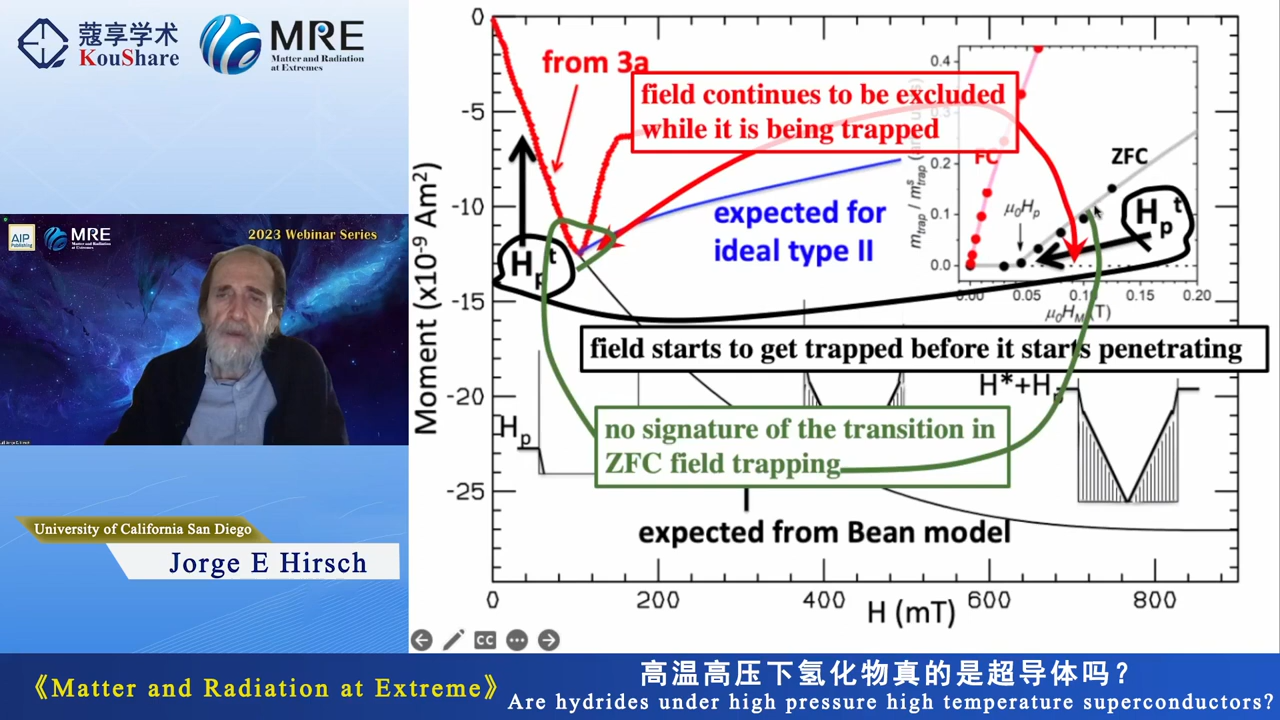 蔻享学术
KouShare
MRE
Matter and Radiation
at Extremes
AIP
Publishing
MRE
Matter and Radiation
at Extremes
2023 Webinar Series
University of California San Diego
Jorge E Hirsch
0
-5
-10
-15
-20
-25
Moment (x10⁻⁹ Am²)
0
200
400
600
800
H (mT)
from 3a
field continues to be excluded
while it is being trapped
expected for
ideal type II
Hₚᵗ
field starts to get trapped before it starts penetrating
Hₚ
H*+H
no signature of the transition in
ZFC field trapping
expected from Bean model
0.4
0.3
0.2
0.1
0.0
FC
ZFC
μ₀Hₚ
Hₚᵗ
0.00
0.05
0.10
0.15
0.20
μ₀H_M (T)
CC
《Matter and Radiation at Extreme》
高温高压下氢化物真的是超导体吗？
Are hydrides under high pressure high temperature superconductors?